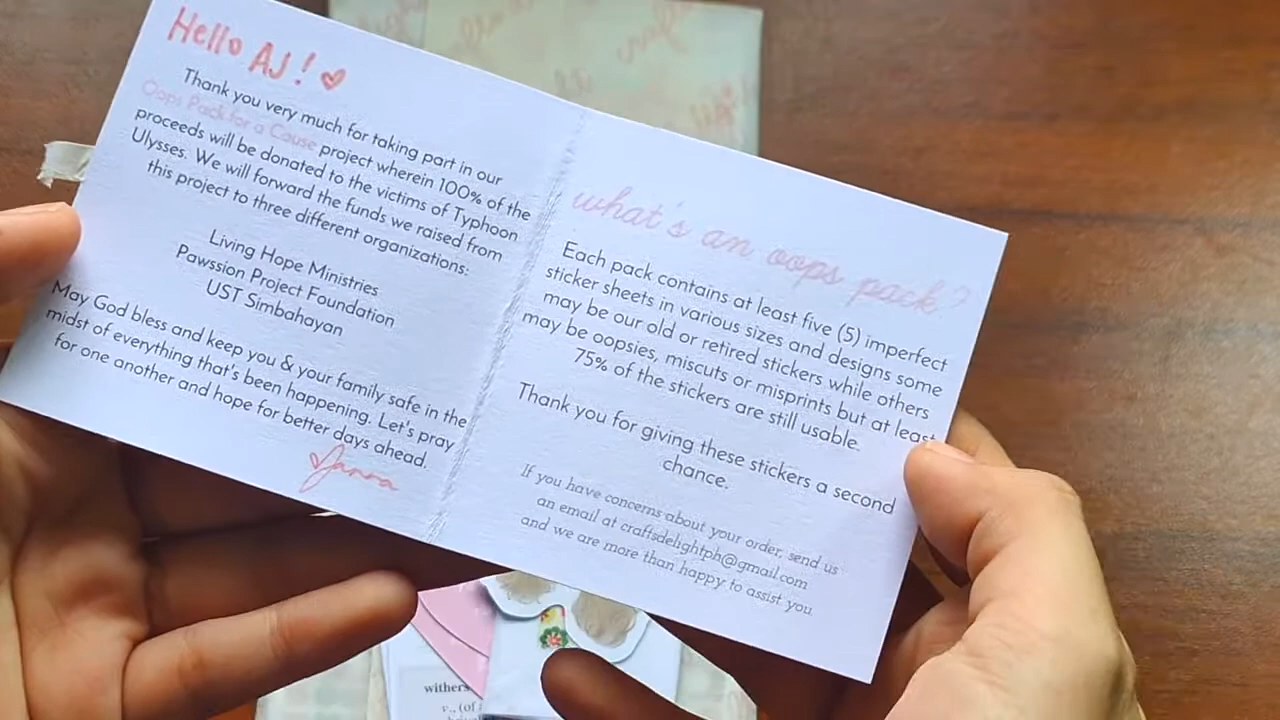 Hello AJ!
Thank you very much for taking part in our
Oops Pack for a Cause project wherein 100% of the
proceeds will be donated to the victims of Typhoon
Ulysses. We will forward the funds we raised from
this project to three different organizations:
Living Hope Ministries
Pawssion Project Foundation
UST Simbahayan
May God bless and keep you & your family safe in the
midst of everything that's been happening. Let's pray
for one another and hope for better days ahead.
Janna
what's an oops pack?
Each pack contains at least five (5) imperfect
sticker sheets in various sizes and designs some
may be our old or retired stickers while others
may be oopsies, miscuts or misprints but at least
75% of the stickers are still usable.
Thank you for giving these stickers a second
chance.
If you have concerns about your order, send us
an email at craftsdelightph@gmail.com
and we are more than happy to assist you
withers
v., (of